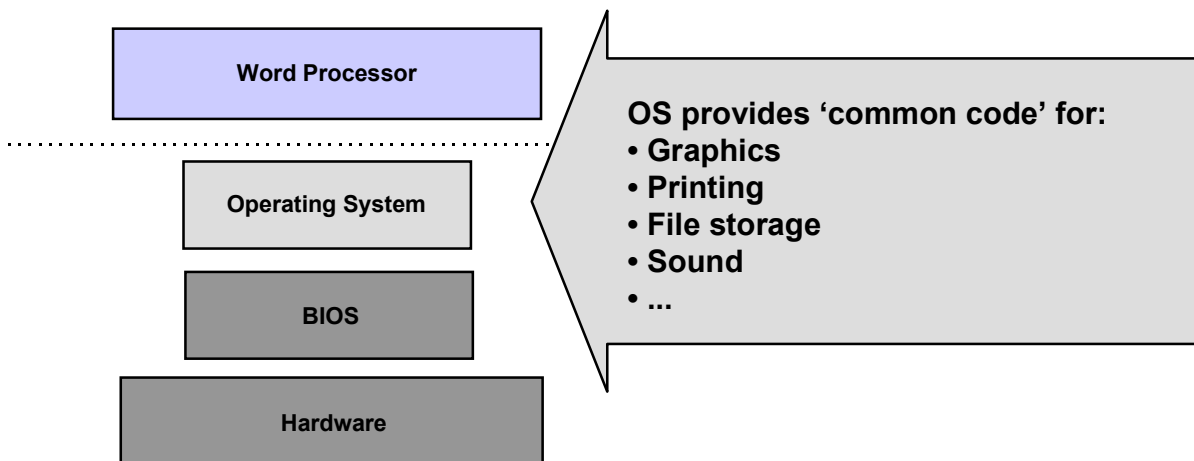 Word Processor
OS provides ‘common code’ for:
• Graphics
• Printing
Operating System
• File storage
• Sound
• ...
BIOS
Hardware